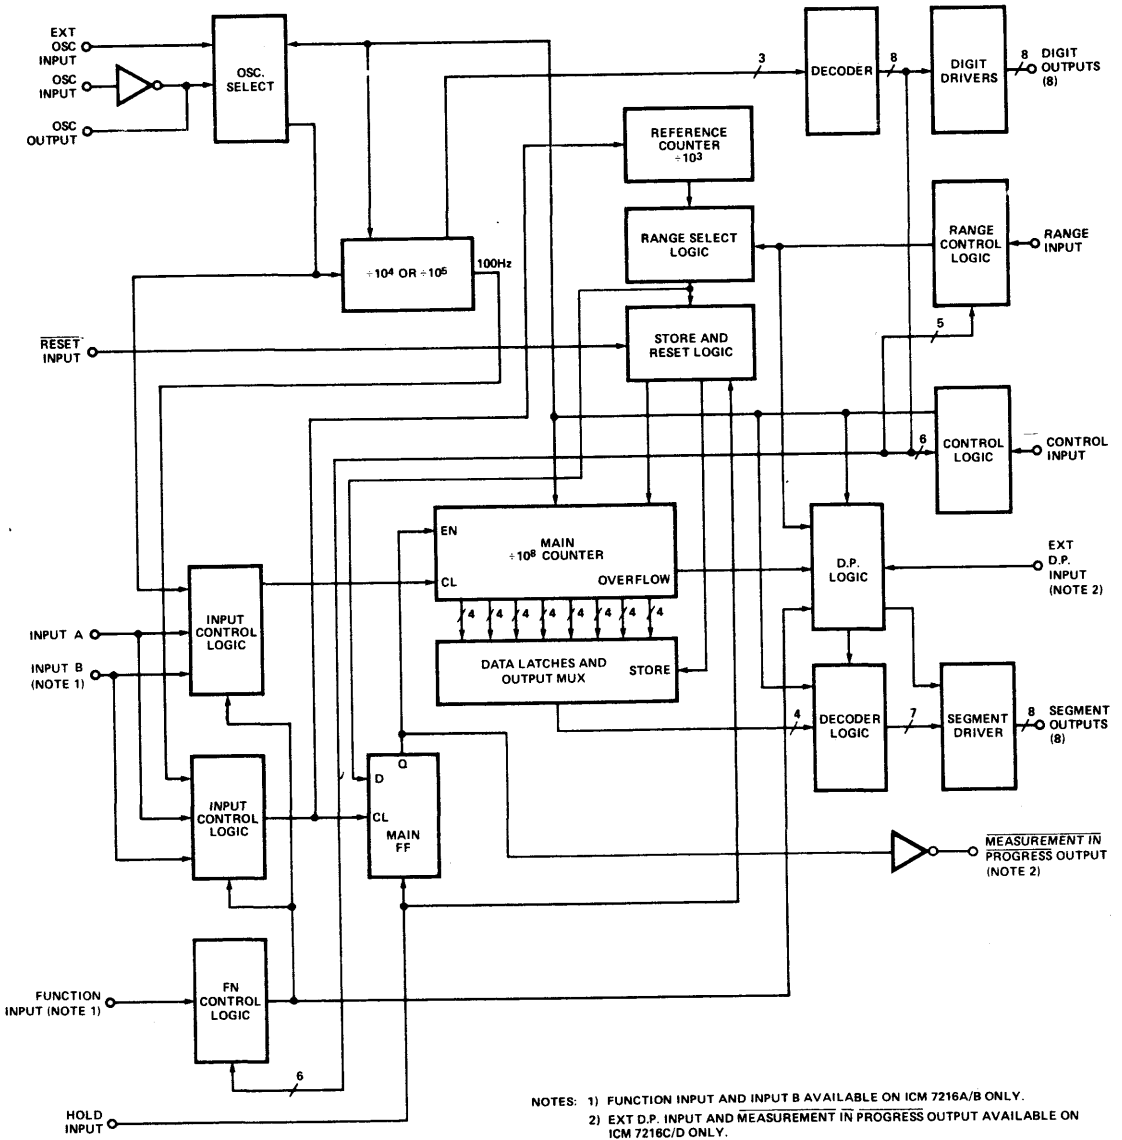 EXT
OSC
INPUT
OSC
INPUT
OSC
OUTPUT
OSC.
SELECT
3
DECODER
8
DIGIT
DRIVERS
8
DIGIT
OUTPUTS
(8)
REFERENCE
COUNTER
÷10³
RANGE SELECT
LOGIC
RANGE
CONTROL
LOGIC
RANGE
INPUT
÷10⁴ OR ÷10⁵
100Hz
5
RESET
INPUT
STORE AND
RESET LOGIC
6
CONTROL
LOGIC
CONTROL
INPUT
EN
MAIN
÷10⁸ COUNTER
CL
OVERFLOW
D.P.
LOGIC
EXT
D.P.
INPUT
(NOTE 2)
4 4 4 4 4 4 4 4
INPUT A
INPUT B
(NOTE 1)
INPUT
CONTROL
LOGIC
DATA LATCHES AND
OUTPUT MUX
STORE
4
DECODER
LOGIC
7
SEGMENT
DRIVER
8
SEGMENT
OUTPUTS
(8)
INPUT
CONTROL
LOGIC
Q
D
CL
MAIN
FF
MEASUREMENT IN
PROGRESS OUTPUT
(NOTE 2)
FUNCTION
INPUT (NOTE 1)
FN
CONTROL
LOGIC
6
HOLD
INPUT
NOTES: 1) FUNCTION INPUT AND INPUT B AVAILABLE ON ICM 7216A/B ONLY.
2) EXT D.P. INPUT AND MEASUREMENT IN PROGRESS OUTPUT AVAILABLE ON
ICM 7216C/D ONLY.